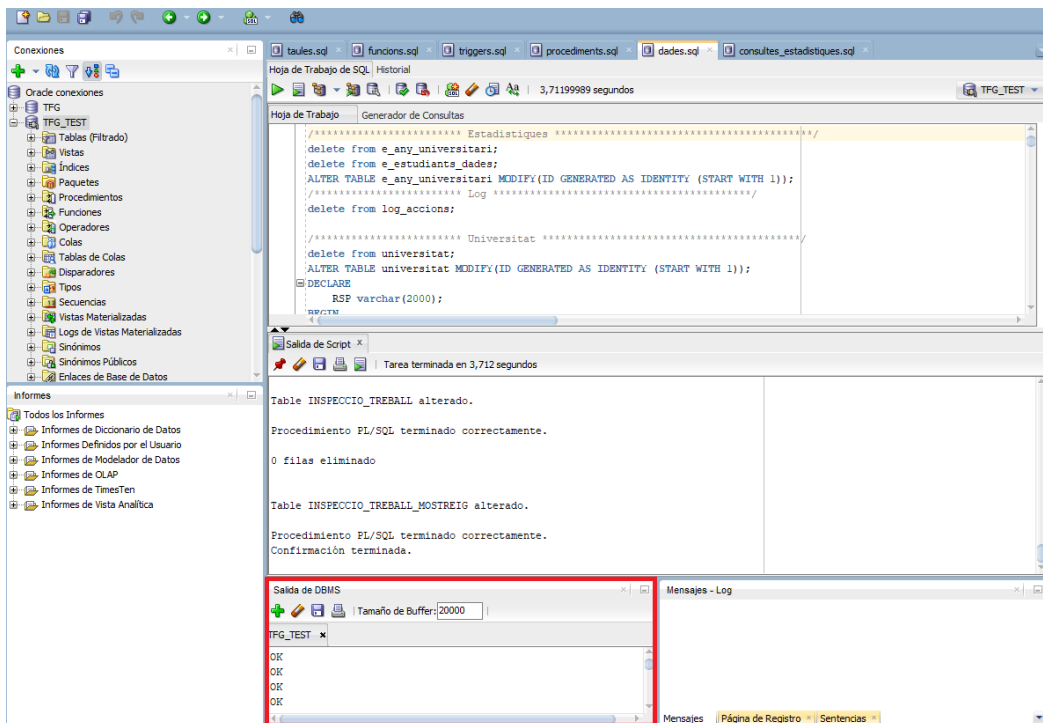 Conexiones
Oracle conexiones
TFG
TFG_TEST
Tablas (Filtrado)
Vistas
Índices
Paquetes
Procedimientos
Funciones
Operadores
Colas
Tablas de Colas
Disparadores
Tipos
Secuencias
Vistas Materializadas
Logs de Vistas Materializadas
Sinónimos
Sinónimos Públicos
Enlaces de Base de Datos
Informes
Todos los Informes
Informes de Diccionario de Datos
Informes Definidos por el Usuario
Informes de Modelador de Datos
Informes de OLAP
Informes de TimesTen
Informes de Vista Analítica
taules.sql funcions.sql triggers.sql procediments.sql dades.sql consultes_estadistiques.sql
Hoja de Trabajo de SQL Historial
3,71199989 segundos TFG_TEST
Hoja de Trabajo Generador de Consultas
/************************ Estadistiques ******************************************/
delete from e_any_universitari;
delete from e_estudiants_dades;
ALTER TABLE e_any_universitari MODIFY(ID GENERATED AS IDENTITY (START WITH 1));
/************************ Log ******************************************/
delete from log_accions;
/************************ Universitat ******************************************/
delete from universitat;
ALTER TABLE universitat MODIFY(ID GENERATED AS IDENTITY (START WITH 1));
DECLARE
RSP varchar(2000);
BEGIN
Salida de Script
Tarea terminada en 3,712 segundos
Table INSPECCIO_TREBALL alterado.
Procedimiento PL/SQL terminado correctamente.
0 filas eliminado
Table INSPECCIO_TREBALL_MOSTREIG alterado.
Procedimiento PL/SQL terminado correctamente.
Confirmación terminada.
Salida de DBMS
Tamaño de Buffer: 20000
TFG_TEST
OK
OK
OK
OK
Mensajes - Log
Mensajes Página de Registro Sentencias